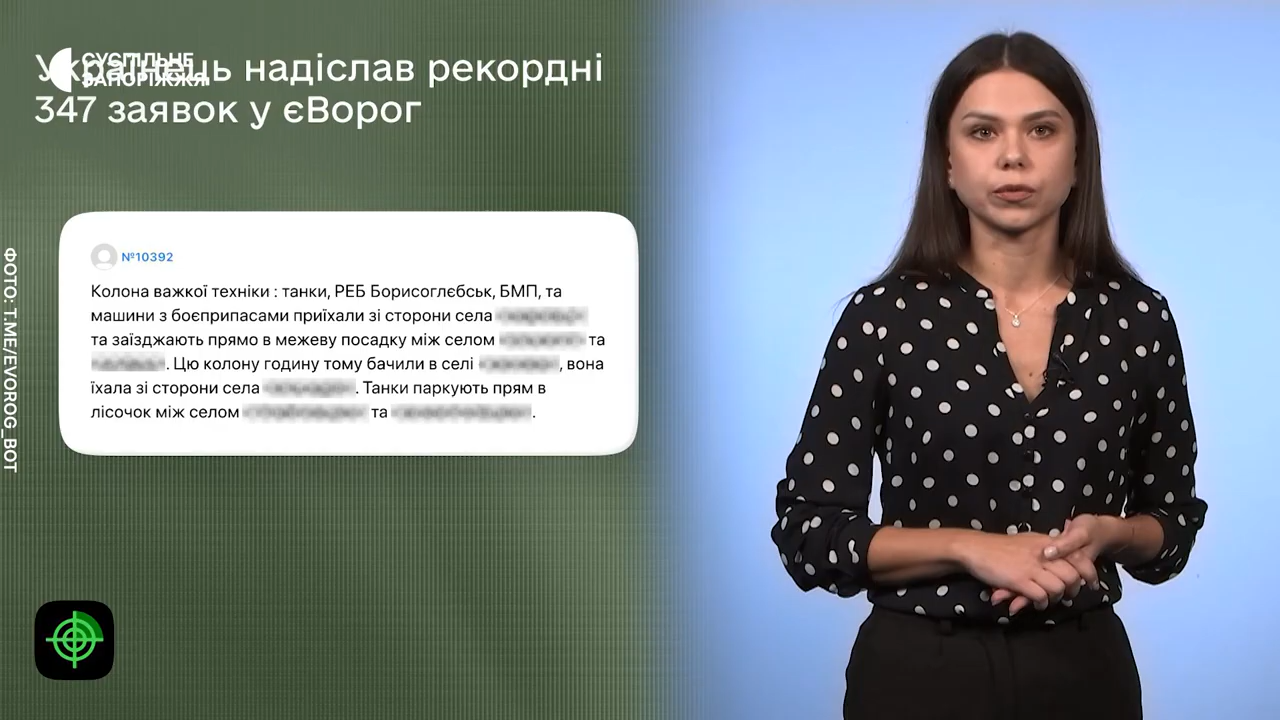 СУСПІЛЬНЕ
ЗАПОРІЖЖЯ
Українець надіслав рекордні
347 заявок у єВорог
№10392
Колона важкої техніки : танки, РЕБ Борисоглєбськ, БМП, та
машини з боєприпасами приїхали зі сторони села
та заїзджають прямо в межеву посадку між селом та
. Цю колону годину тому бачили в селі , вона
їхала зі сторони села . Танки паркують прям в
лісочок між селом та .
ФОТО: T.ME/EVOROG_BOT